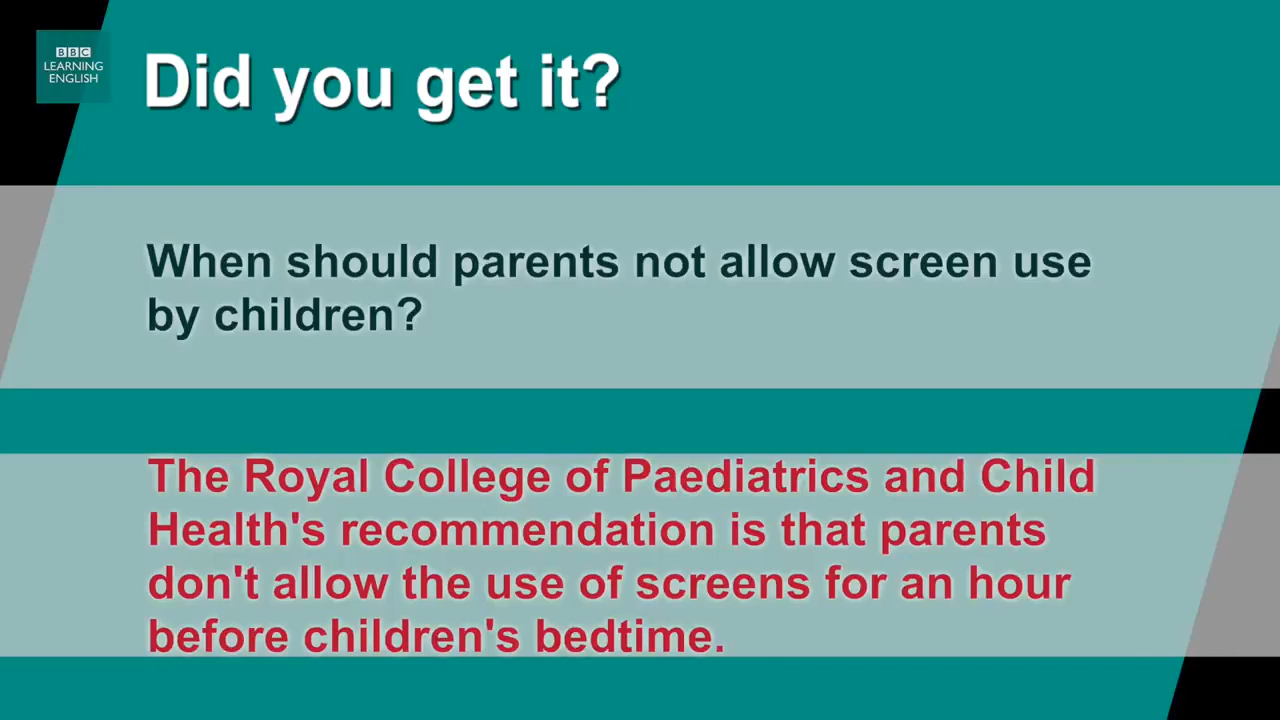 BBC
LEARNING
ENGLISH
Did you get it?
When should parents not allow screen use
by children?
The Royal College of Paediatrics and Child
Health's recommendation is that parents
don't allow the use of screens for an hour
before children's bedtime.